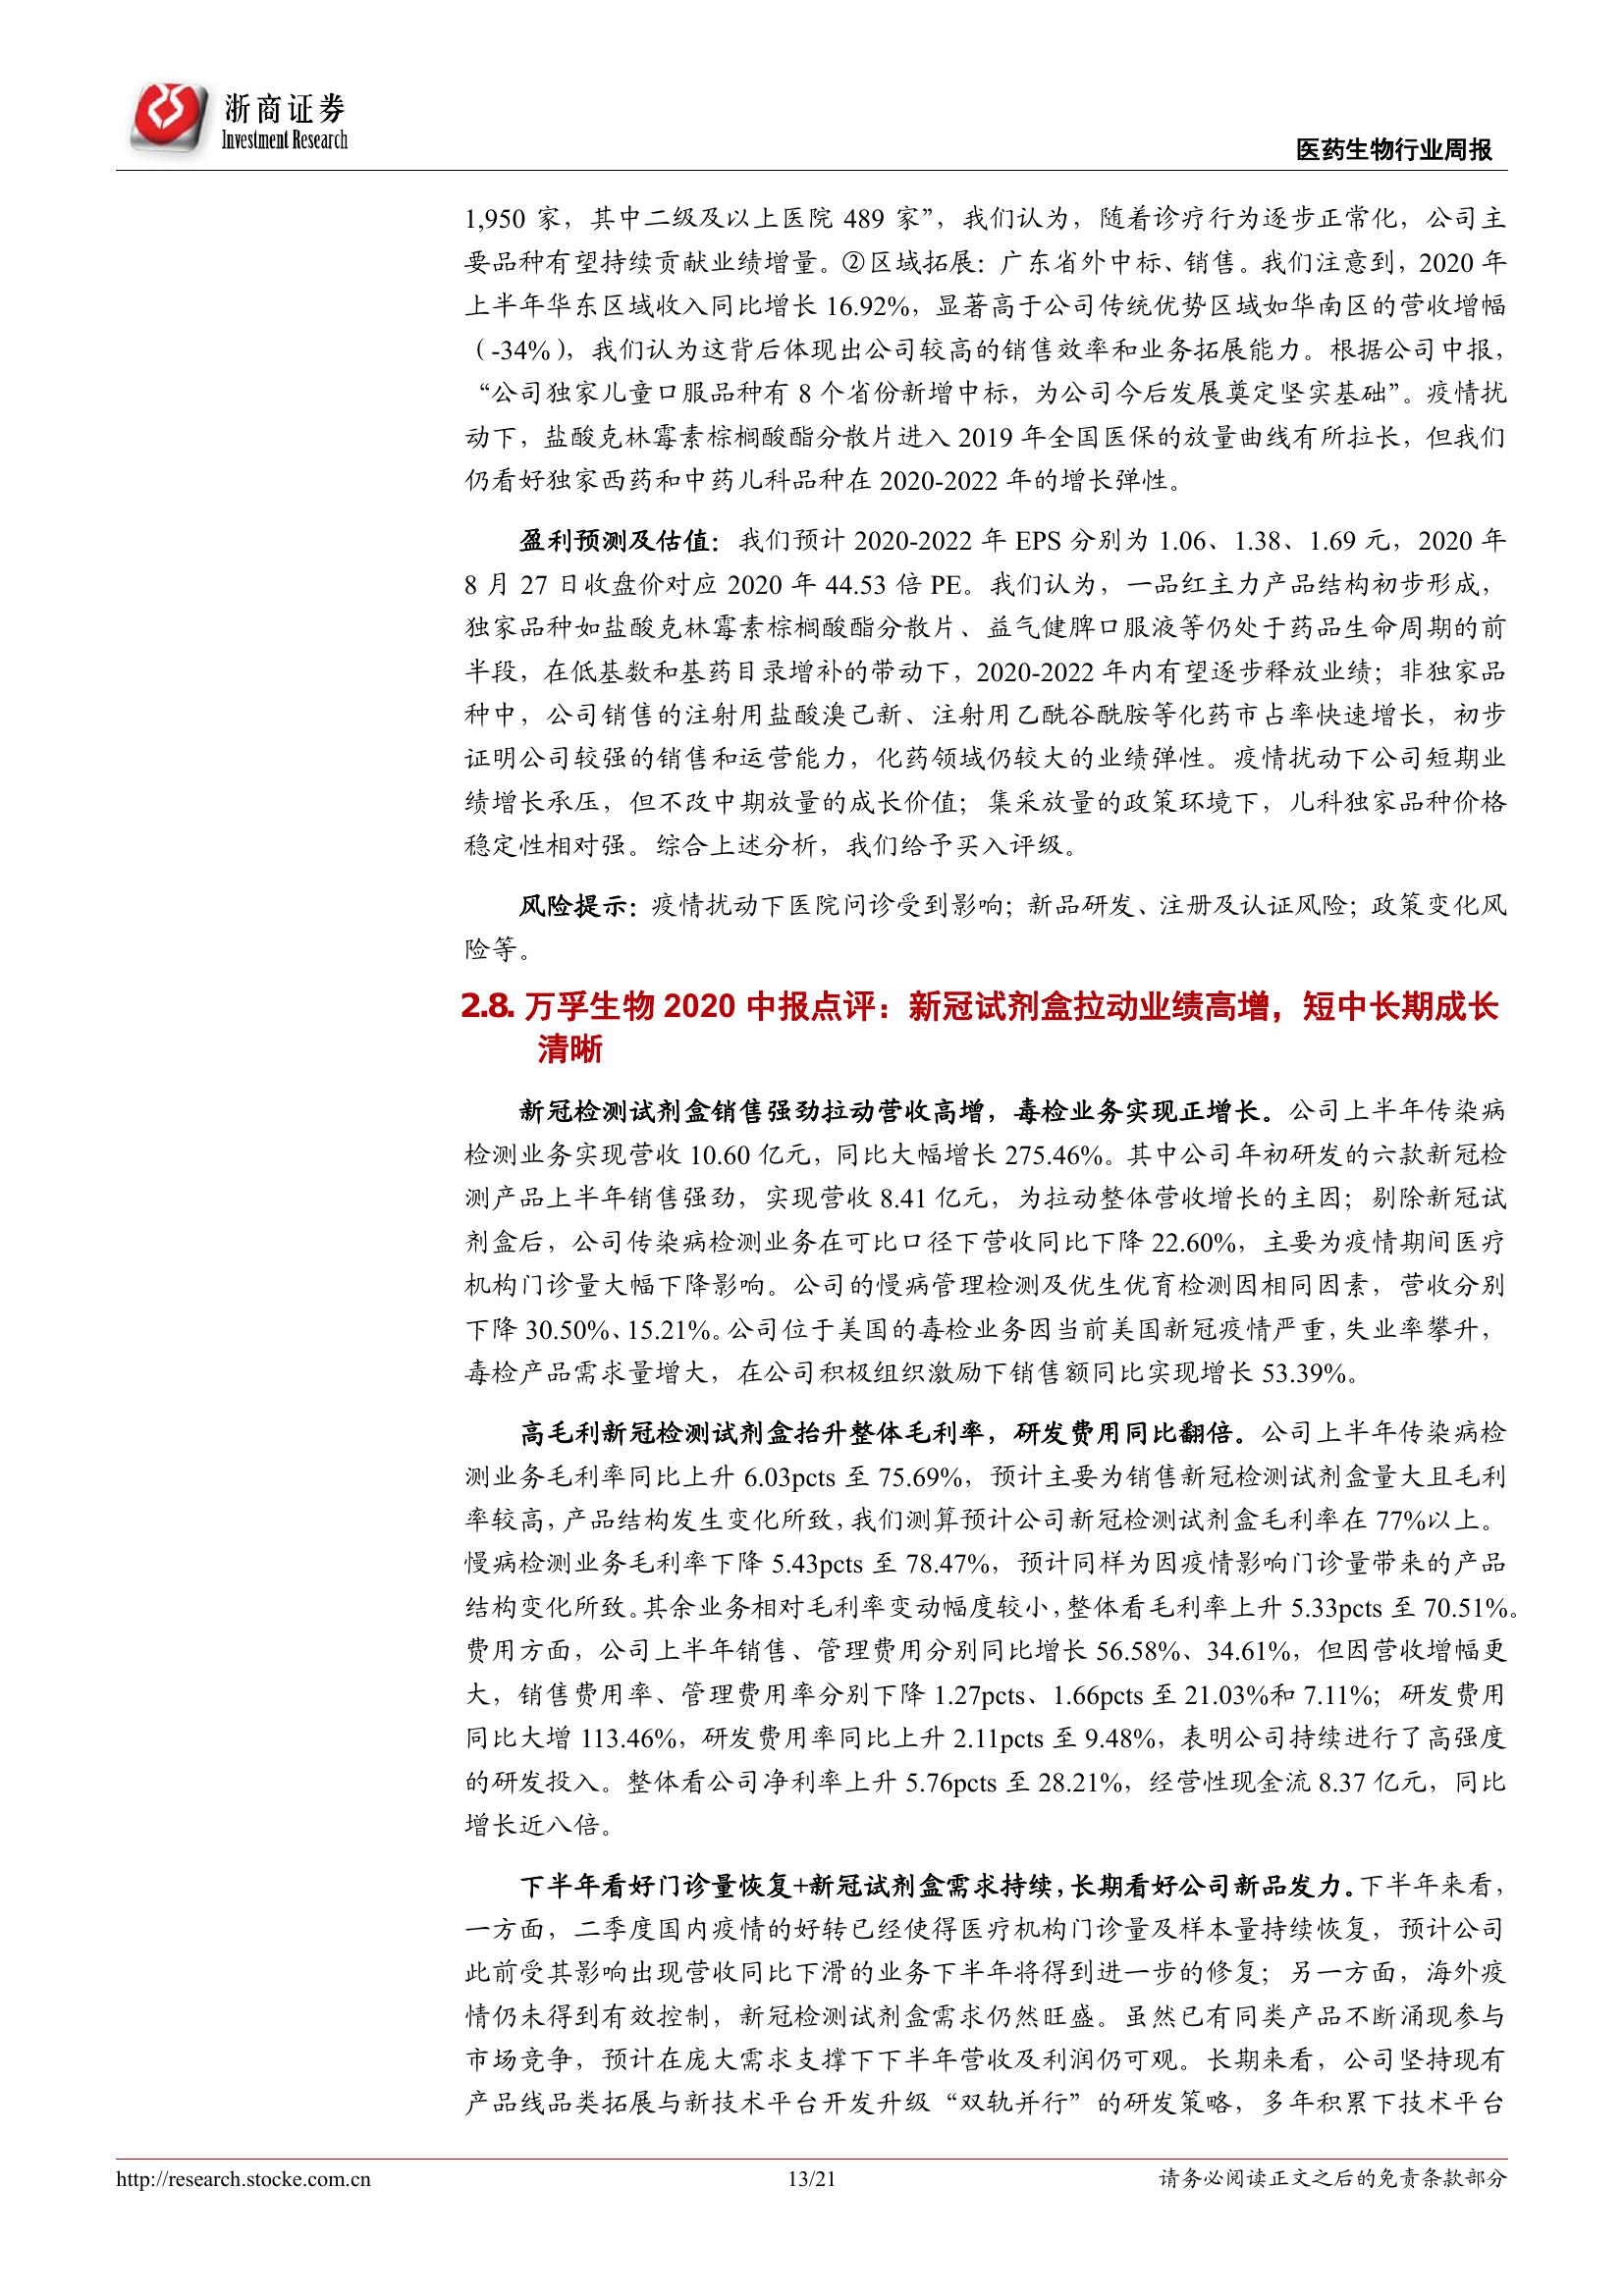 浙商证券
Investment Research
医药生物行业周报
1,950 家，其中二级及以上医院 489 家”，我们认为，随着诊疗行为逐步正常化，公司主
要品种有望持续贡献业绩增量。②区域拓展：广东省外中标、销售。我们注意到，2020 年
上半年华东区域收入同比增长 16.92%，显著高于公司传统优势区域如华南区的营收增幅
（-34%），我们认为这背后体现出公司较高的销售效率和业务拓展能力。根据公司中报，
“公司独家儿童口服品种有 8 个省份新增中标，为公司今后发展奠定坚实基础”。疫情扰
动下，盐酸克林霉素棕榈酸酯分散片进入 2019 年全国医保的放量曲线有所拉长，但我们
仍看好独家西药和中药儿科品种在 2020-2022 年的增长弹性。
盈利预测及估值：我们预计 2020-2022 年 EPS 分别为 1.06、1.38、1.69 元，2020 年
8 月 27 日收盘价对应 2020 年 44.53 倍 PE。我们认为，一品红主力产品结构初步形成，
独家品种如盐酸克林霉素棕榈酸酯分散片、益气健脾口服液等仍处于药品生命周期的前
半段，在低基数和基药目录增补的带动下，2020-2022 年内有望逐步释放业绩；非独家品
种中，公司销售的注射用盐酸溴己新、注射用乙酰谷酰胺等化药市占率快速增长，初步
证明公司较强的销售和运营能力，化药领域仍较大的业绩弹性。疫情扰动下公司短期业
绩增长承压，但不改中期放量的成长价值；集采放量的政策环境下，儿科独家品种价格
稳定性相对强。综合上述分析，我们给予买入评级。
风险提示：疫情扰动下医院问诊受到影响；新品研发、注册及认证风险；政策变化风
险等。
2.8. 万孚生物 2020 中报点评：新冠试剂盒拉动业绩高增，短中长期成长
清晰
新冠检测试剂盒销售强劲拉动营收高增，毒检业务实现正增长。公司上半年传染病
检测业务实现营收 10.60 亿元，同比大幅增长 275.46%。其中公司年初研发的六款新冠检
测产品上半年销售强劲，实现营收 8.41 亿元，为拉动整体营收增长的主因；剔除新冠试
剂盒后，公司传染病检测业务在可比口径下营收同比下降 22.60%，主要为疫情期间医疗
机构门诊量大幅下降影响。公司的慢病管理检测及优生优育检测因相同因素，营收分别
下降 30.50%、15.21%。公司位于美国的毒检业务因当前美国新冠疫情严重，失业率攀升，
毒检产品需求量增大，在公司积极组织激励下销售额同比实现增长 53.39%。
高毛利新冠检测试剂盒抬升整体毛利率，研发费用同比翻倍。公司上半年传染病检
测业务毛利率同比上升 6.03pcts 至 75.69%，预计主要为销售新冠检测试剂盒量大且毛利
率较高，产品结构发生变化所致，我们测算预计公司新冠检测试剂盒毛利率在 77%以上。
慢病检测业务毛利率下降 5.43pcts 至 78.47%，预计同样为因疫情影响门诊量带来的产品
结构变化所致。其余业务相对毛利率变动幅度较小，整体看毛利率上升 5.33pcts 至 70.51%。
费用方面，公司上半年销售、管理费用分别同比增长 56.58%、34.61%，但因营收增幅更
大，销售费用率、管理费用率分别下降 1.27pcts、1.66pcts 至 21.03%和 7.11%；研发费用
同比大增 113.46%，研发费用率同比上升 2.11pcts 至 9.48%，表明公司持续进行了高强度
的研发投入。整体看公司净利率上升 5.76pcts 至 28.21%，经营性现金流 8.37 亿元，同比
增长近八倍。
下半年看好门诊量恢复+新冠试剂盒需求持续，长期看好公司新品发力。下半年来看，
一方面，二季度国内疫情的好转已经使得医疗机构门诊量及样本量持续恢复，预计公司
此前受其影响出现营收同比下滑的业务下半年将得到进一步的修复；另一方面，海外疫
情仍未得到有效控制，新冠检测试剂盒需求仍然旺盛。虽然已有同类产品不断涌现参与
市场竞争，预计在庞大需求支撑下下半年营收及利润仍可观。长期来看，公司坚持现有
产品线品类拓展与新技术平台开发升级“双轨并行”的研发策略，多年积累下技术平台
http://research.stocke.com.cn
13/21
请务必阅读正文之后的免责条款部分